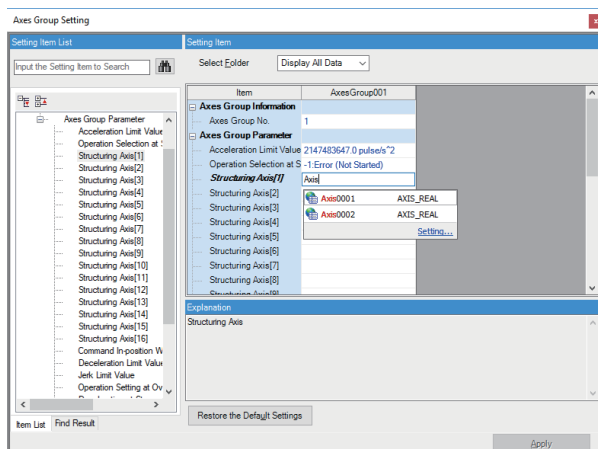 Axes Group Setting
Setting Item List
Input the Setting Item to Search
Axes Group Parameter
Acceleration Limit Value
Operation Selection at
Structuring Axis[1]
Structuring Axis[2]
Structuring Axis[3]
Structuring Axis[4]
Structuring Axis[5]
Structuring Axis[6]
Structuring Axis[7]
Structuring Axis[8]
Structuring Axis[9]
Structuring Axis[10]
Structuring Axis[11]
Structuring Axis[12]
Structuring Axis[13]
Structuring Axis[14]
Structuring Axis[15]
Structuring Axis[16]
Command In-position W
Deceleration Limit Value
Jerk Limit Value
Operation Setting at Ov
Item List Find Result
Setting Item
Select Folder Display All Data
Item AxesGroup001
Axes Group Information
Axes Group No. 1
Axes Group Parameter
Acceleration Limit Value 2147483647.0 pulse/s^2
Operation Selection at S -1:Error (Not Started)
Structuring Axis[1] Axis
Structuring Axis[2]
Axis0001 AXIS_REAL
Structuring Axis[3]
Axis0002 AXIS_REAL
Structuring Axis[4]
Structuring Axis[5] Setting...
Structuring Axis[6]
Structuring Axis[7]
Structuring Axis[8]
Structuring Axis[9]
Explanation
Structuring Axis
Restore the Default Settings
Apply